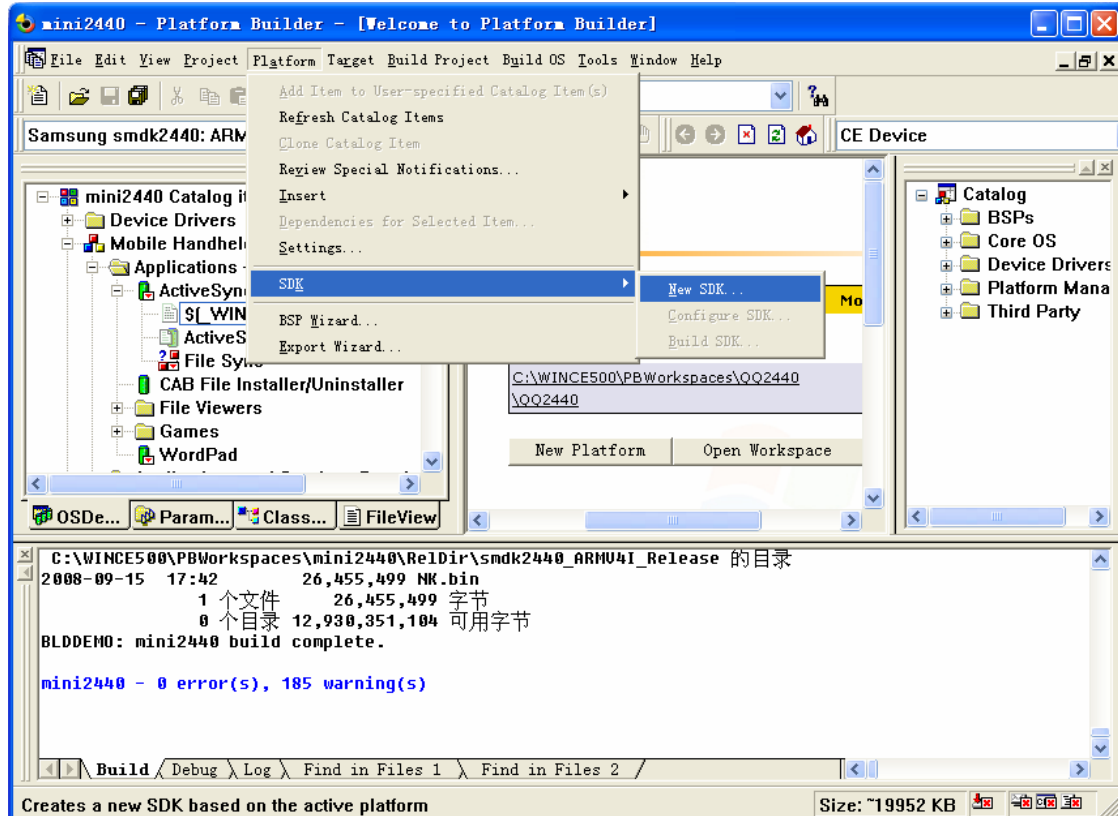 mini2440 - Platform Builder - [Welcome to Platform Builder]
File Edit View Project Platform Target Build Project Build OS Tools Window Help
Samsung smdk2440: ARM
CE Device
Add Item to User-specified Catalog Item(s)
Refresh Catalog Items
Clone Catalog Item
Review Special Notifications...
Insert
Dependencies for Selected Item...
Settings...
SDK
BSP Wizard...
Export Wizard...
New SDK...
Configure SDK...
Build SDK...
mini2440 Catalog it
Device Drivers
Mobile Handhel
Applications -
ActiveSyn
$(_WIN
ActiveS
File Syn
CAB File Installer/Uninstaller
File Viewers
Games
WordPad
OSDe... Param... Class... FileView
Mo
C:\WINCE500\PBWorkspaces\QQ2440
\QQ2440
New Platform Open Workspace
Catalog
BSPs
Core OS
Device Drivers
Platform Mana
Third Party
C:\WINCE500\PBWorkspaces\mini2440\RelDir\smdk2440_ARMV4I_Release 的目录
2008-09-15 17:42 26,455,499 NK.bin
1 个文件 26,455,499 字节
0 个目录 12,930,351,104 可用字节
BLDDEMO: mini2440 build complete.
mini2440 - 0 error(s), 185 warning(s)
Build Debug Log Find in Files 1 Find in Files 2
Creates a new SDK based on the active platform
Size: ~19952 KB